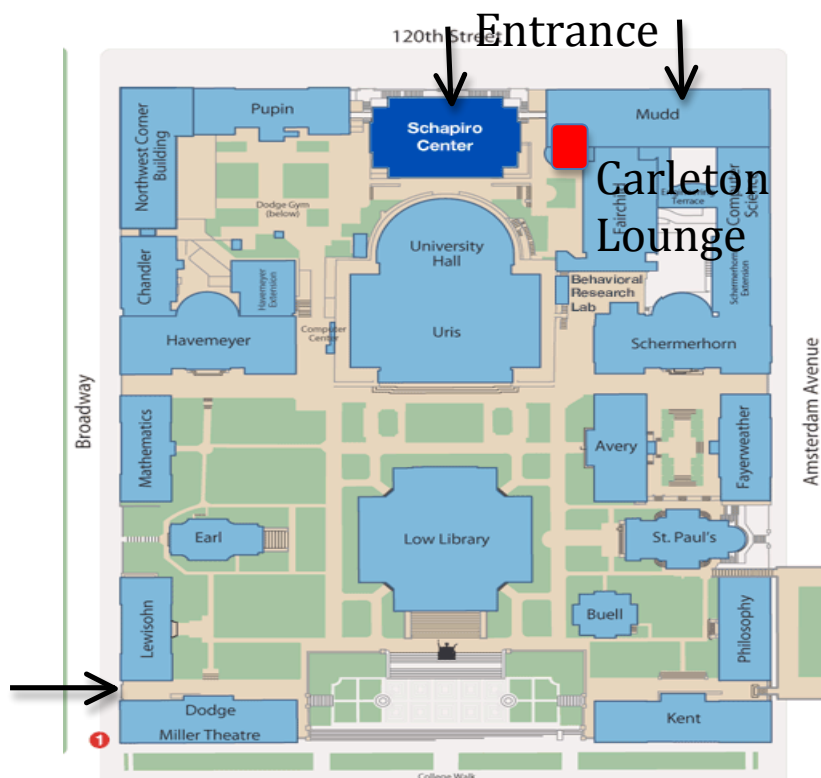 120th Street
Entrance
Pupin
Schapiro
Center
Mudd
Northwest Corner
Building
Carleton
Lounge
Fairchild
Terrace
Computer
Dodge Gym
(below)
University
Hall
Uris
Chandler
Havemeyer
Extension
Behavioral
Research
Lab
Schermerhorn
Extension
Computer
Center
Havemeyer
Schermerhorn
Broadway
Amsterdam Avenue
Mathematics
Avery
Fayerweather
Earl
Low Library
St. Paul's
Lewisohn
Buell
Philosophy
Dodge
Miller Theatre
Kent
1
College Walk